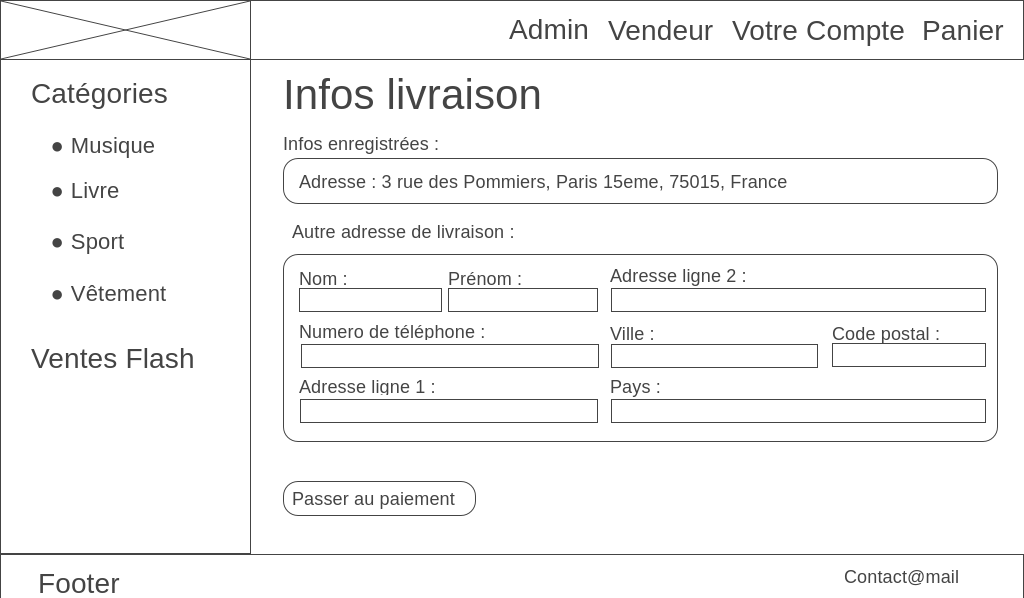 Admin Vendeur Votre Compte Panier
Catégories
● Musique
● Livre
● Sport
● Vêtement
Ventes Flash
Infos livraison
Infos enregistrées :
Adresse : 3 rue des Pommiers, Paris 15eme, 75015, France
Autre adresse de livraison :
Nom : Prénom : Adresse ligne 2 :
Numero de téléphone : Ville : Code postal :
Adresse ligne 1 : Pays :
Passer au paiement
Footer Contact@mail